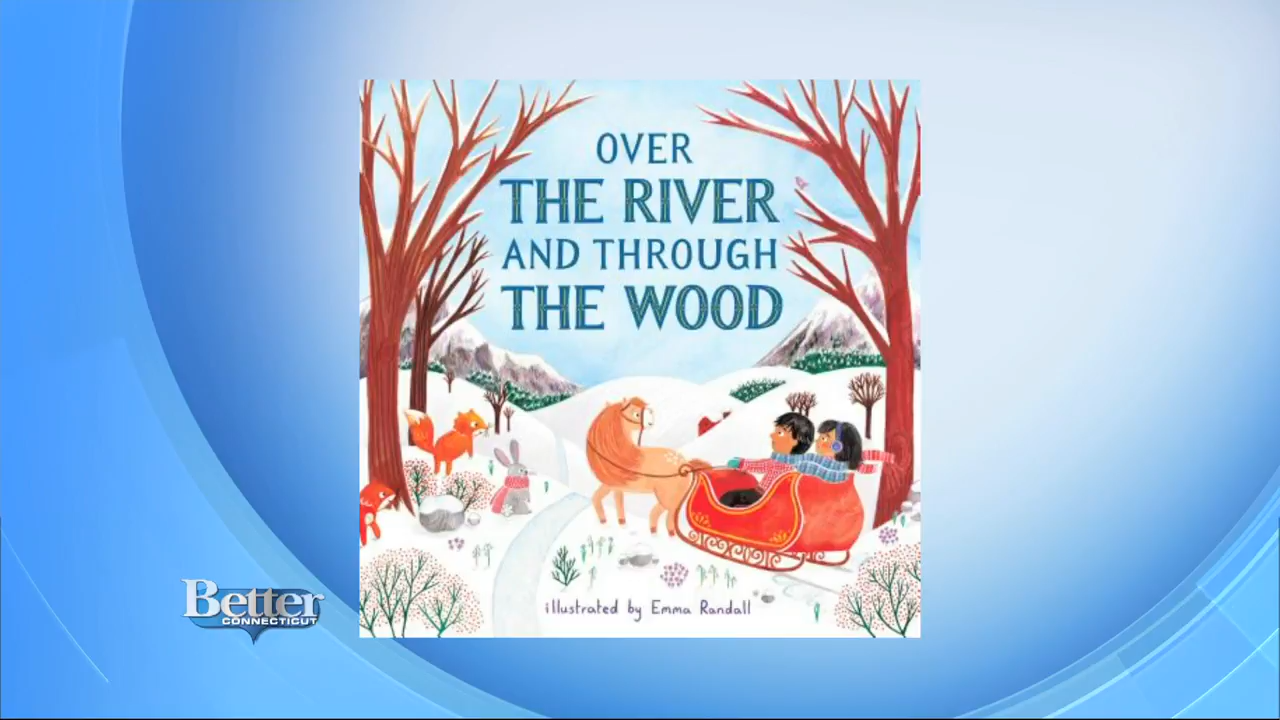 OVER
THE RIVER
AND THROUGH
THE WOOD
illustrated by Emma Randall
Better
CONNECTICUT